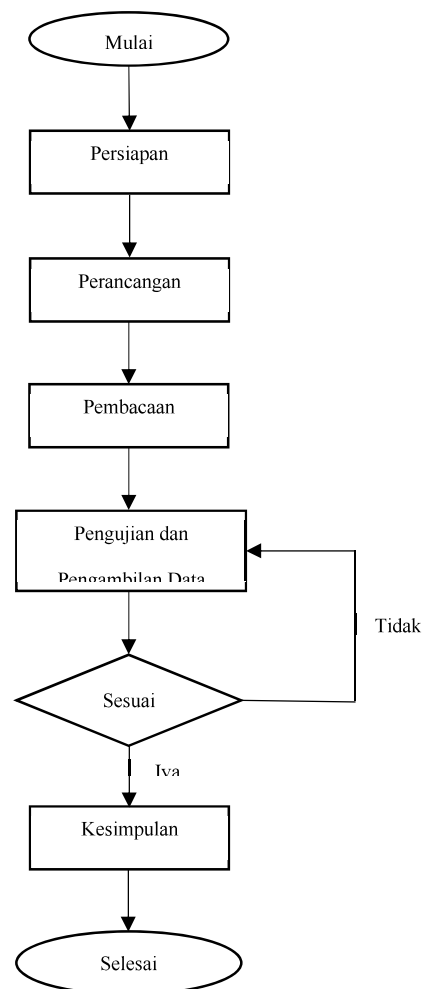 Mulai
Persiapan
Perancangan
Pembacaan
Pengujian dan
Pengambilan Data
Tidak
Sesuai
Iya
Kesimpulan
Selesai